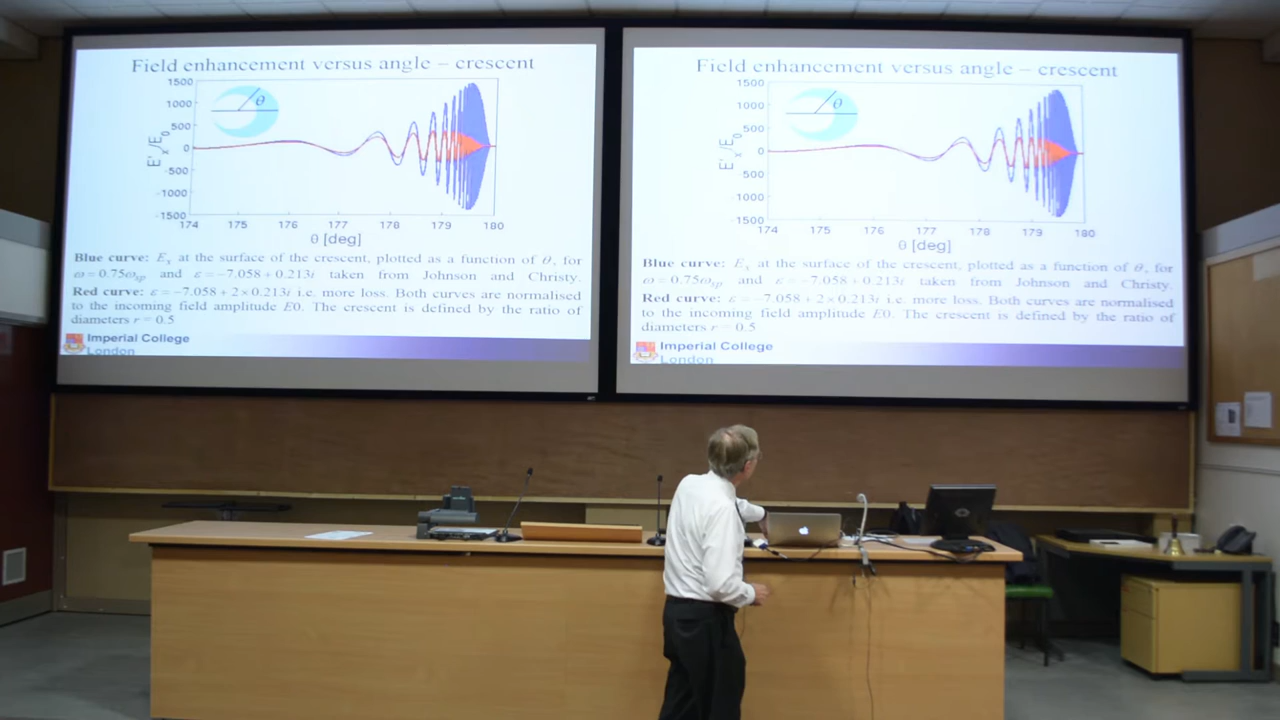 Field enhancement versus angle – crescent
1500
1000
500
0
-500
-1000
-1500
E'x/E0
θ
174 175 176 177 178 179 180
θ [deg]
Blue curve: Ex at the surface of the crescent, plotted as a function of θ, for
ω = 0.75ωsp and ε = −7.058 + 0.213i taken from Johnson and Christy.
Red curve: ε = −7.058 + 2×0.213i i.e. more loss. Both curves are normalised
to the incoming field amplitude E0. The crescent is defined by the ratio of
diameters r = 0.5
Imperial College
London
Field enhancement versus angle – crescent
1500
1000
500
0
-500
-1000
-1500
E'x/E0
θ
174 175 176 177 178 179 180
θ [deg]
Blue curve: Ex at the surface of the crescent, plotted as a function of θ, for
ω = 0.75ωsp and ε = −7.058 + 0.213i taken from Johnson and Christy.
Red curve: ε = −7.058 + 2×0.213i i.e. more loss. Both curves are normalised
to the incoming field amplitude E0. The crescent is defined by the ratio of
diameters r = 0.5
Imperial College
London